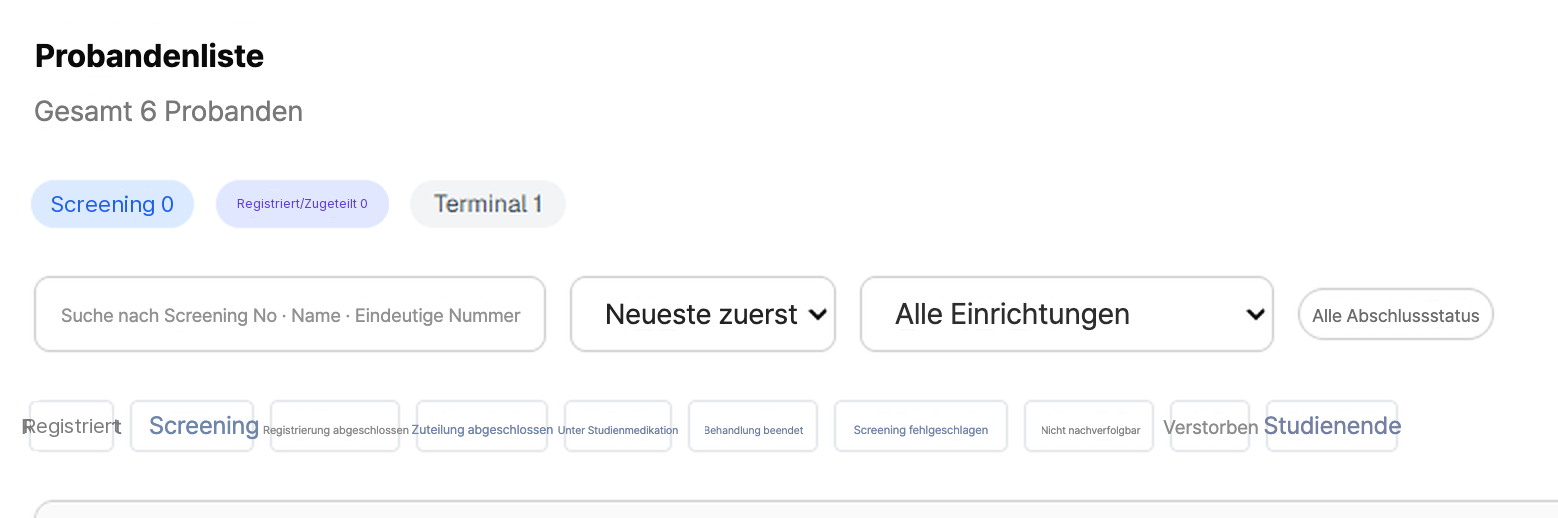 Probandenliste
Gesamt 6 Probanden
Screening 0 Registriert/Zugeteilt 0 Terminal 1
Suche nach Screening No · Name · Eindeutige Nummer Neueste zuerst Alle Einrichtungen Alle Abschlussstatus
Registriert Screening Registrierung abgeschlossen Zuteilung abgeschlossen Unter Studienmedikation Behandlung beendet Screening fehlgeschlagen Nicht nachverfolgbar Verstorben Studienende